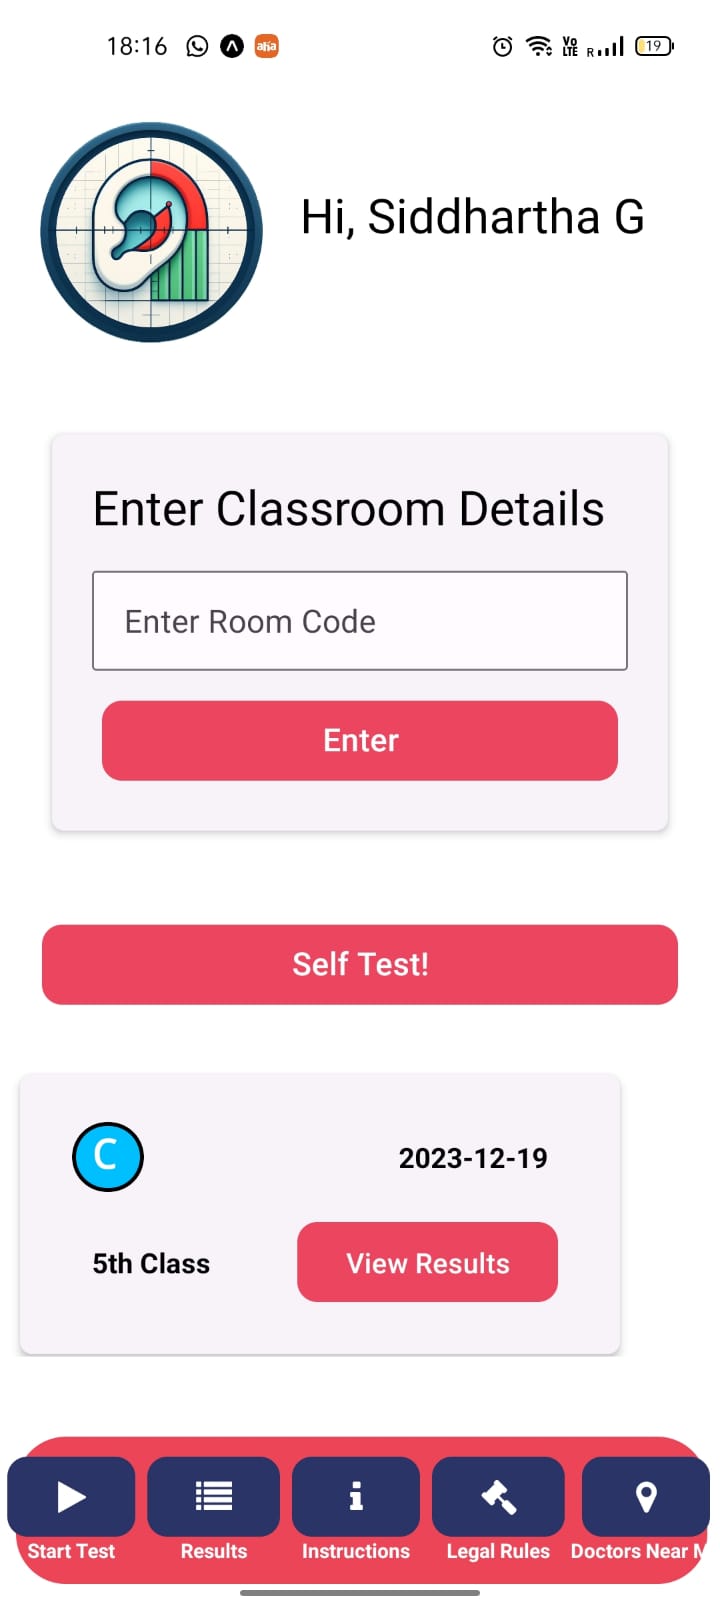 18:16
aha
Vo
LTE
R
19
Hi, Siddhartha G
Enter Classroom Details
Enter Room Code
Enter
Self Test!
C
2023-12-19
5th Class
View Results
Start Test
Results
Instructions
Legal Rules
Doctors Near M